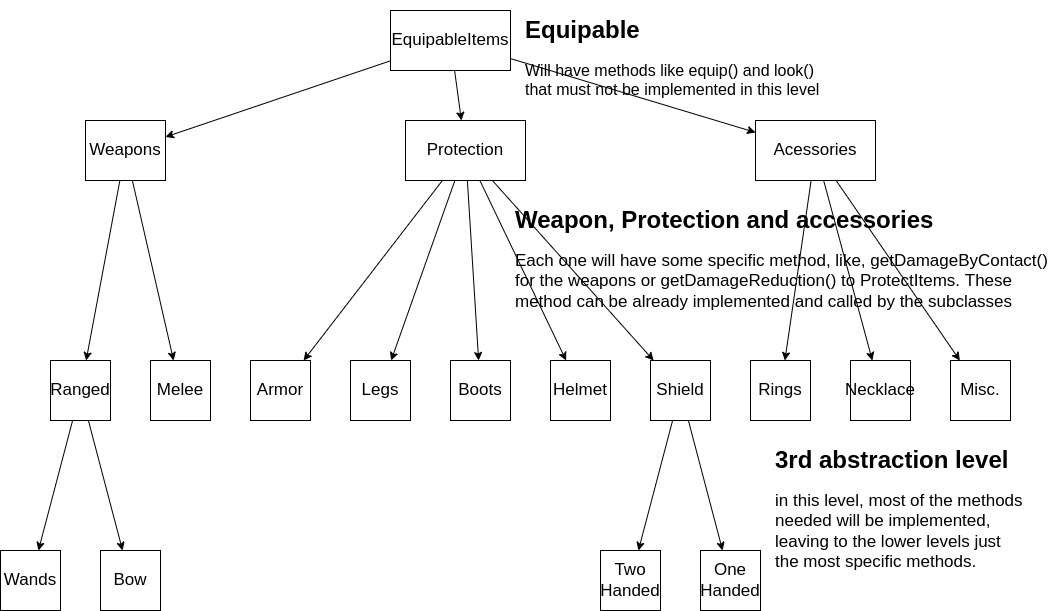 EquipableItems
Equipable
Will have methods like equip() and look()
that must not be implemented in this level
Weapons
Protection
Acessories
Weapon, Protection and accessories
Each one will have some specific method, like, getDamageByContact()
for the weapons or getDamageReduction() to ProtectItems. These
method can be already implemented and called by the subclasses
Ranged
Melee
Armor
Legs
Boots
Helmet
Shield
Rings
Necklace
Misc.
3rd abstraction level
in this level, most of the methods
needed will be implemented,
leaving to the lower levels just
the most specific methods.
Wands
Bow
Two
Handed
One
Handed